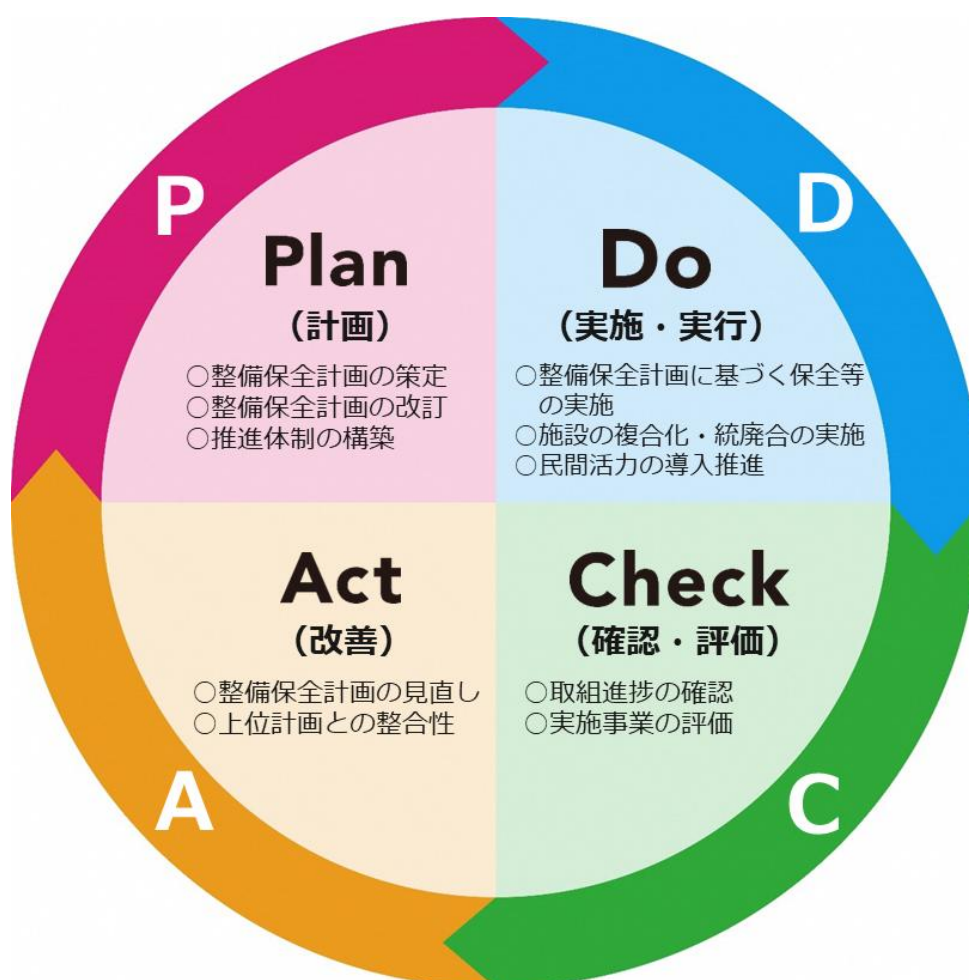 P
Plan
（計画）
○整備保全計画の策定
○整備保全計画の改訂
○推進体制の構築
D
Do
（実施・実行）
○整備保全計画に基づく保全等
の実施
○施設の複合化・統廃合の実施
○民間活力の導入推進
C
Check
（確認・評価）
○取組進捗の確認
○実施事業の評価
A
Act
（改善）
○整備保全計画の見直し
○上位計画との整合性